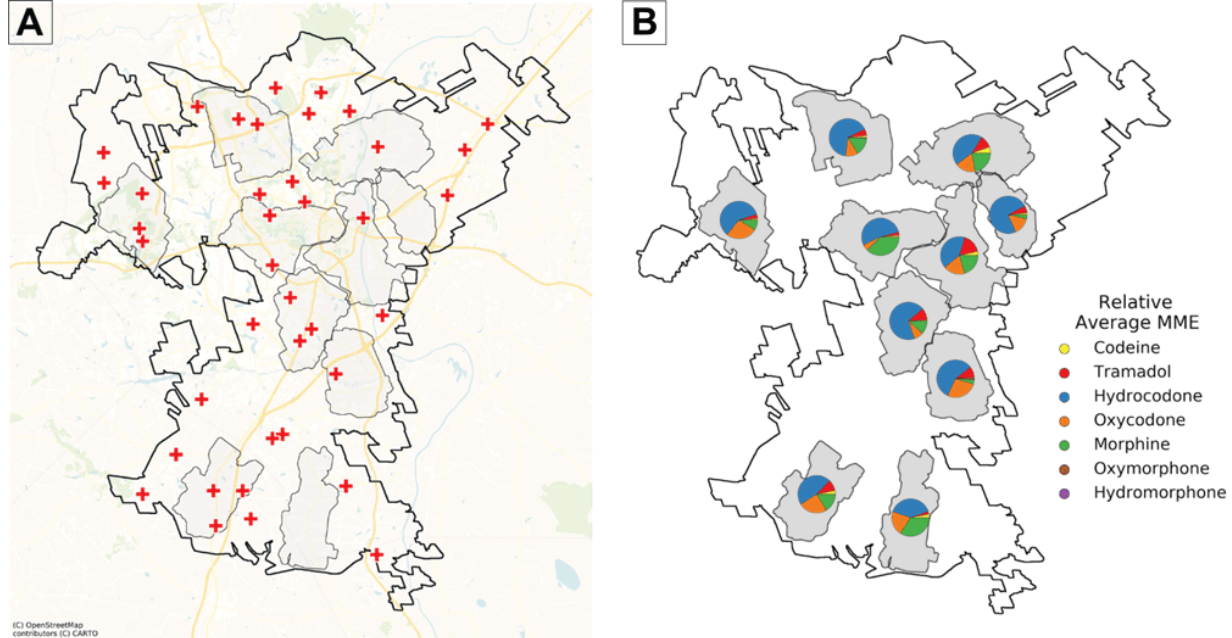 A
B
Relative
Average MME
Codeine
Tramadol
Hydrocodone
Oxycodone
Morphine
Oxymorphone
Hydromorphone
(C) OpenStreetMap
contributors (C) CARTO